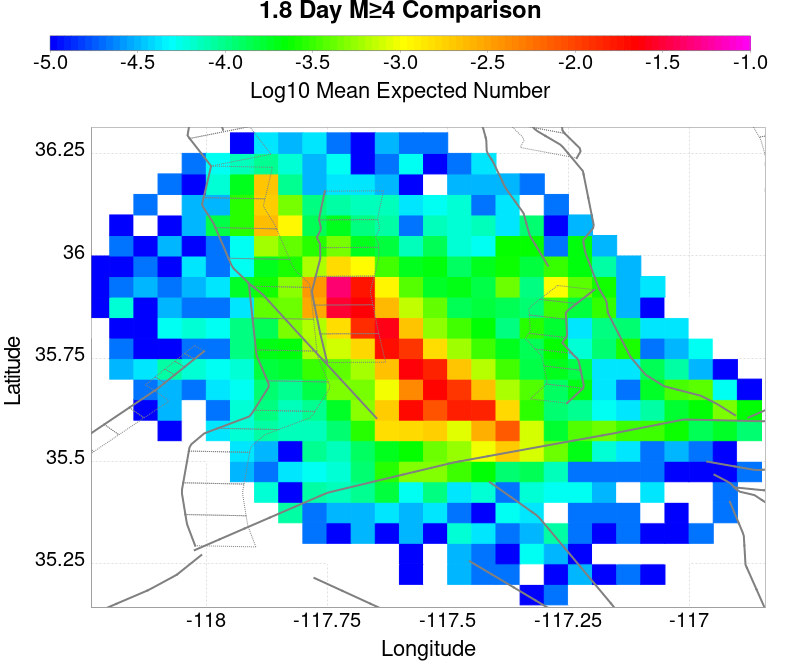 1.8 Day M≥4 Comparison
-5.0 -4.5 -4.0 -3.5 -3.0 -2.5 -2.0 -1.5 -1.0
Log10 Mean Expected Number
36.25
36
35.75
35.5
35.25
Latitude
-118 -117.75 -117.5 -117.25 -117
Longitude